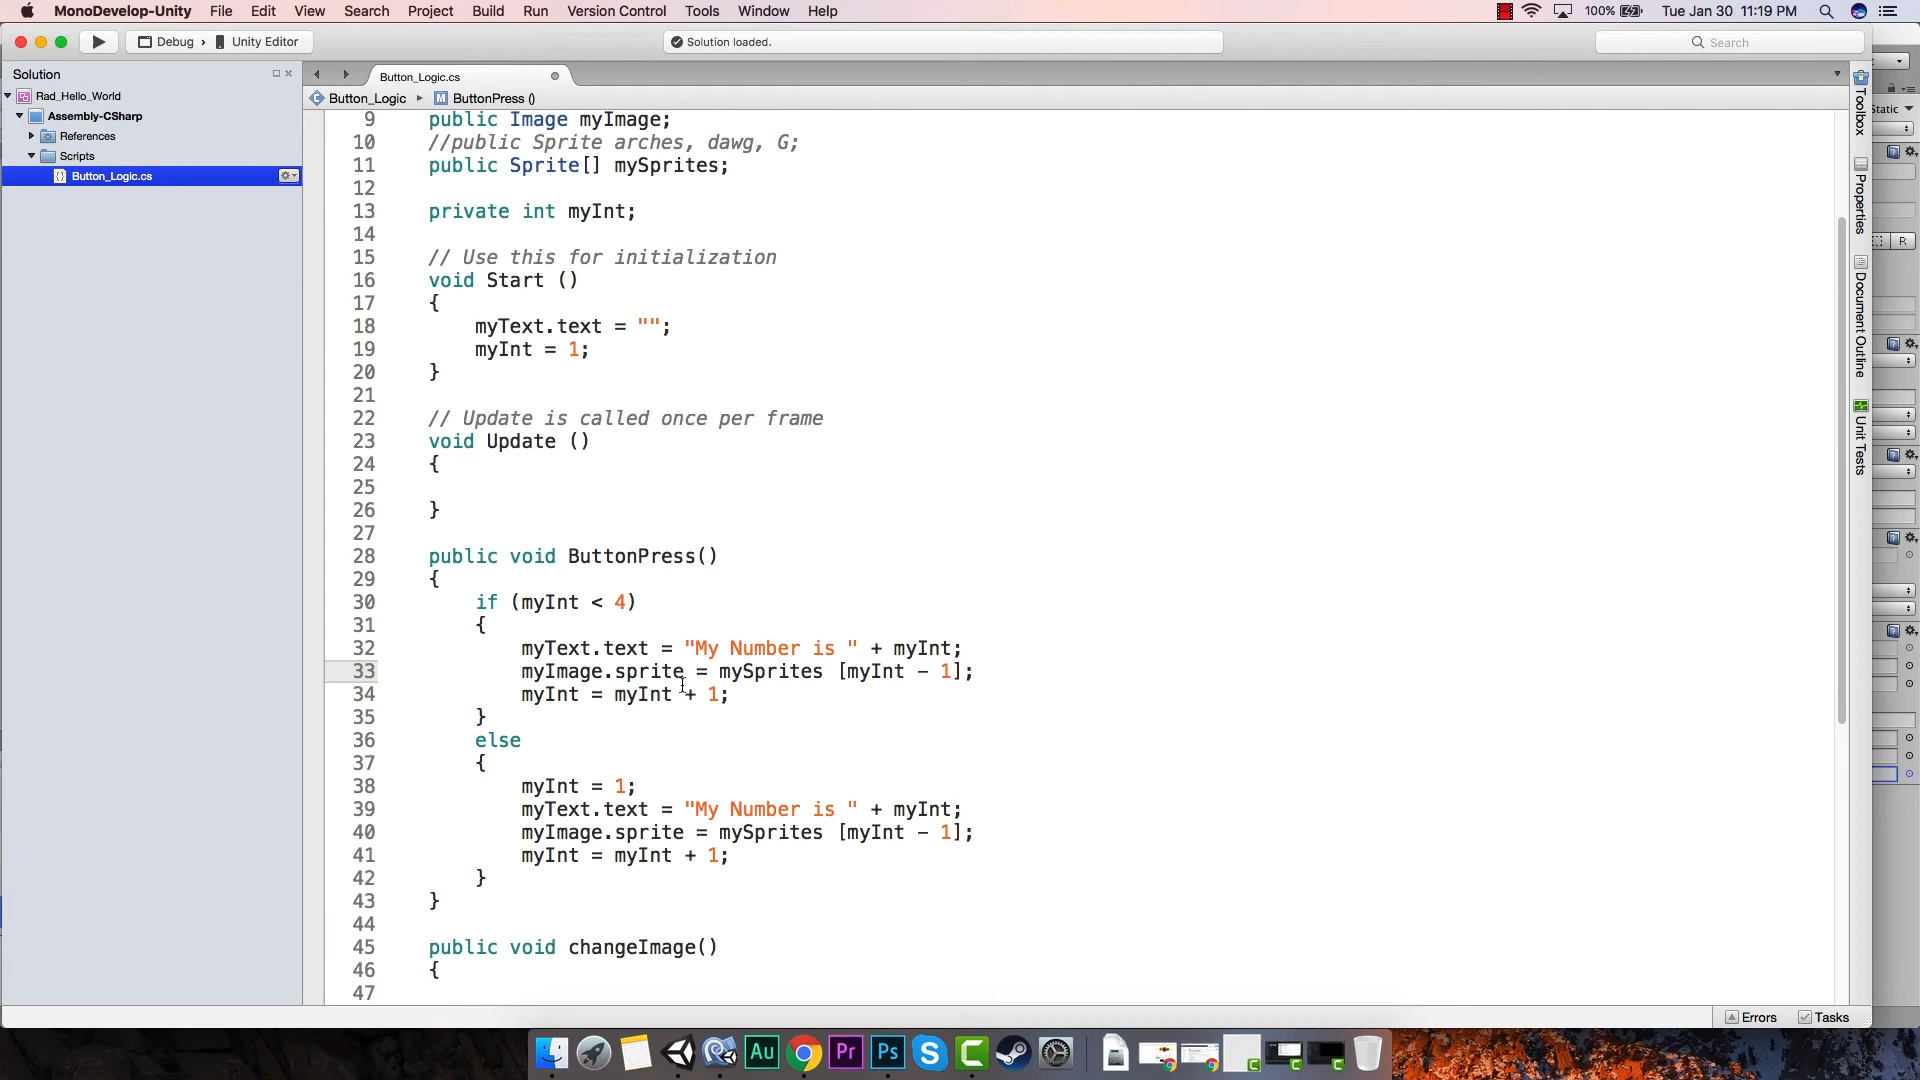 MonoDevelop-Unity File Edit View Search Project Build Run Version Control Tools Window Help 100% Tue Jan 30 11:19 PM
Debug › Unity Editor
Solution loaded.
Search
Solution
Button_Logic.cs
Button_Logic ▸ ButtonPress ()
Rad_Hello_World
Assembly-CSharp
References
Scripts
Button_Logic.cs
9 public Image myImage;
10 //public Sprite arches, dawg, G;
11 public Sprite[] mySprites;
12
13 private int myInt;
14
15 // Use this for initialization
16 void Start ()
17 {
18 myText.text = "";
19 myInt = 1;
20 }
21
22 // Update is called once per frame
23 void Update ()
24 {
25
26 }
27
28 public void ButtonPress()
29 {
30 if (myInt < 4)
31 {
32 myText.text = "My Number is " + myInt;
33 myImage.sprite = mySprites [myInt - 1];
34 myInt = myInt + 1;
35 }
36 else
37 {
38 myInt = 1;
39 myText.text = "My Number is " + myInt;
40 myImage.sprite = mySprites [myInt - 1];
41 myInt = myInt + 1;
42 }
43 }
44
45 public void changeImage()
46 {
47
Toolbox
Properties
Document Outline
Unit Tests
Static
R
Errors Tasks
Au Pr Ps